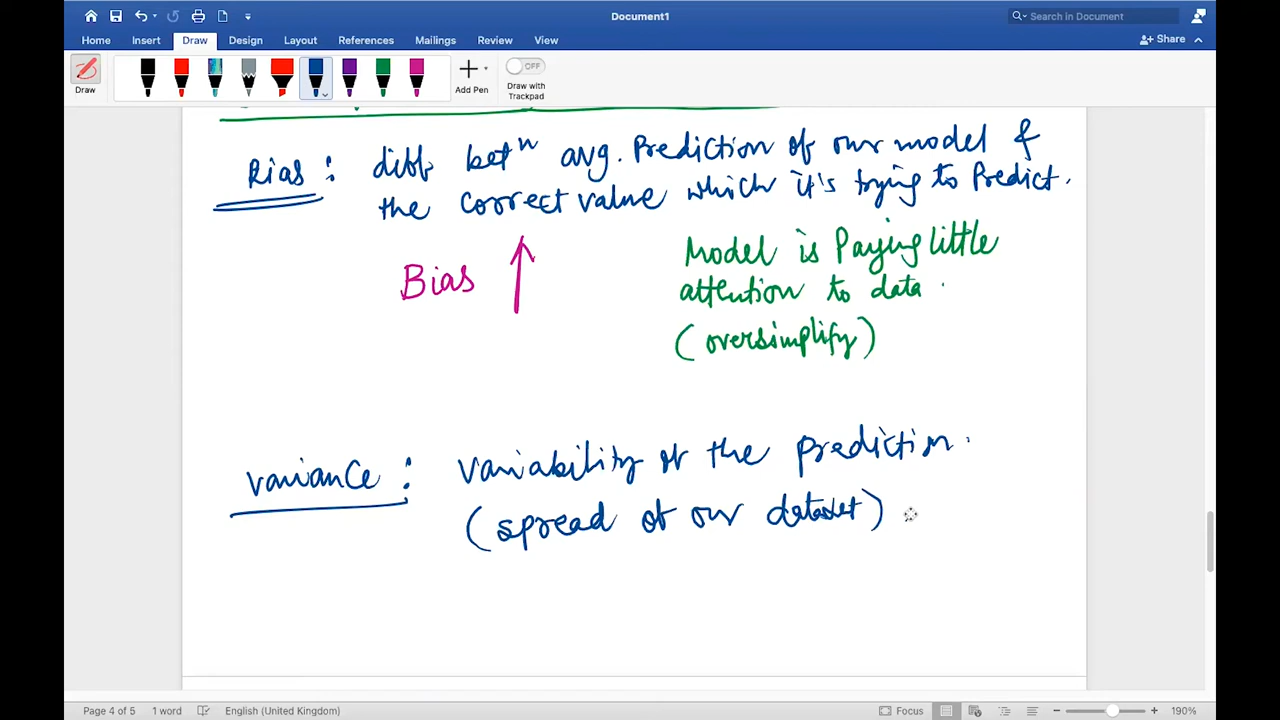 Document1
Search in Document
Home Insert Draw Design Layout References Mailings Review View
Share
OFF
Draw
Add Pen
Draw with
Trackpad
Bias : diff betⁿ avg. Prediction of our model &
the correct value which it's trying to Predict.
Bias ↑
Model is Paying little
attention to data.
(oversimplify)
variance : variability of the prediction.
(spread of our dataset)
Page 4 of 5 1 word English (United Kingdom) Focus 190%